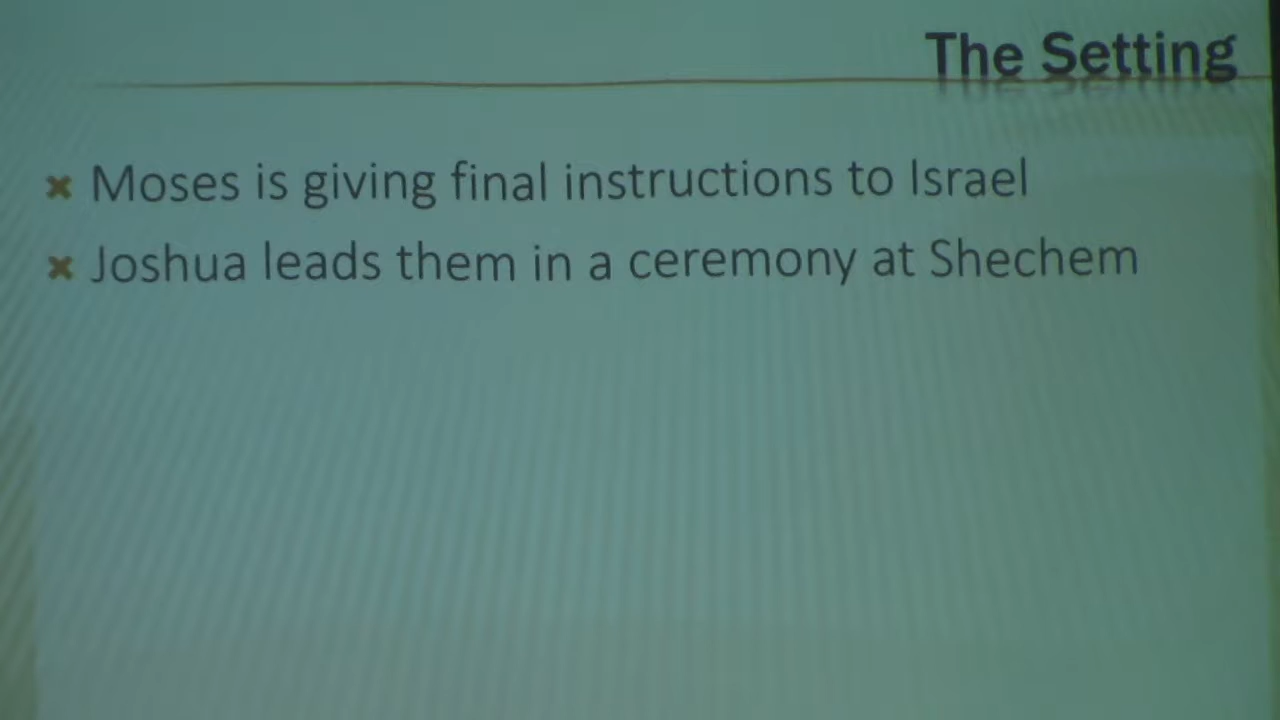 The Setting
Moses is giving final instructions to Israel
Joshua leads them in a ceremony at Shechem